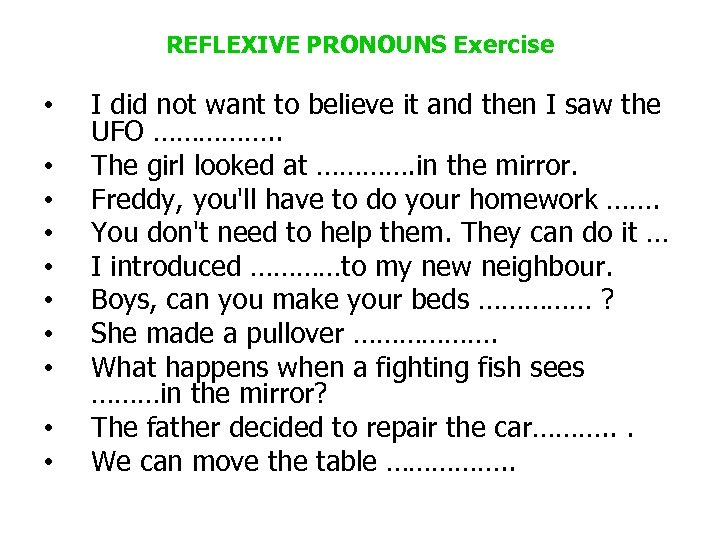 REFLEXIVE PRONOUNS Exercise
• I did not want to believe it and then I saw the
UFO ……………..
• The girl looked at ………….in the mirror.
• Freddy, you'll have to do your homework …….
• You don't need to help them. They can do it …
• I introduced …………to my new neighbour.
• Boys, can you make your beds …………… ?
• She made a pullover ……………….
• What happens when a fighting fish sees
………in the mirror?
• The father decided to repair the car……….. .
• We can move the table ……………..